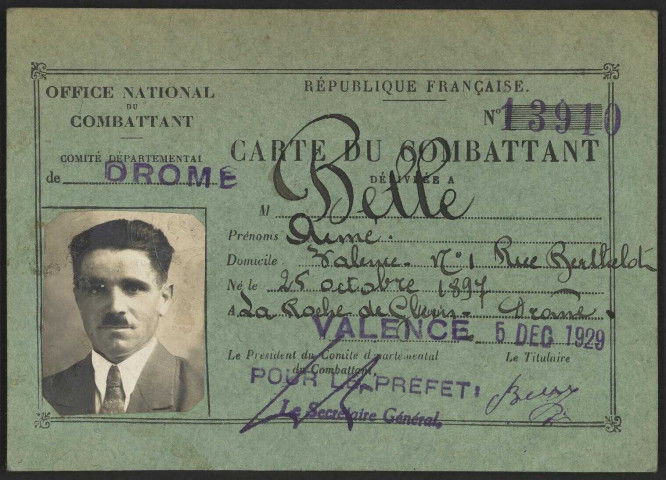 OFFICE NATIONAL
DU
COMBATTANT
COMITÉ DÉPARTEMENTAL
de DROME
RÉPUBLIQUE FRANÇAISE.
N° 13910
CARTE DU COMBATTANT
DÉLIVRÉE A
M Belle
Prénoms Aimé.
Domicile Valence. N° 1 Rue Berthelot
Né le 25 octobre 1897
A La Roche de Glun - Drome.
VALENCE 5 DEC 1929
Le Président du Comité départemental
du Combattant,
Le Titulaire
POUR LE PRÉFET:
Le Secrétaire Général,